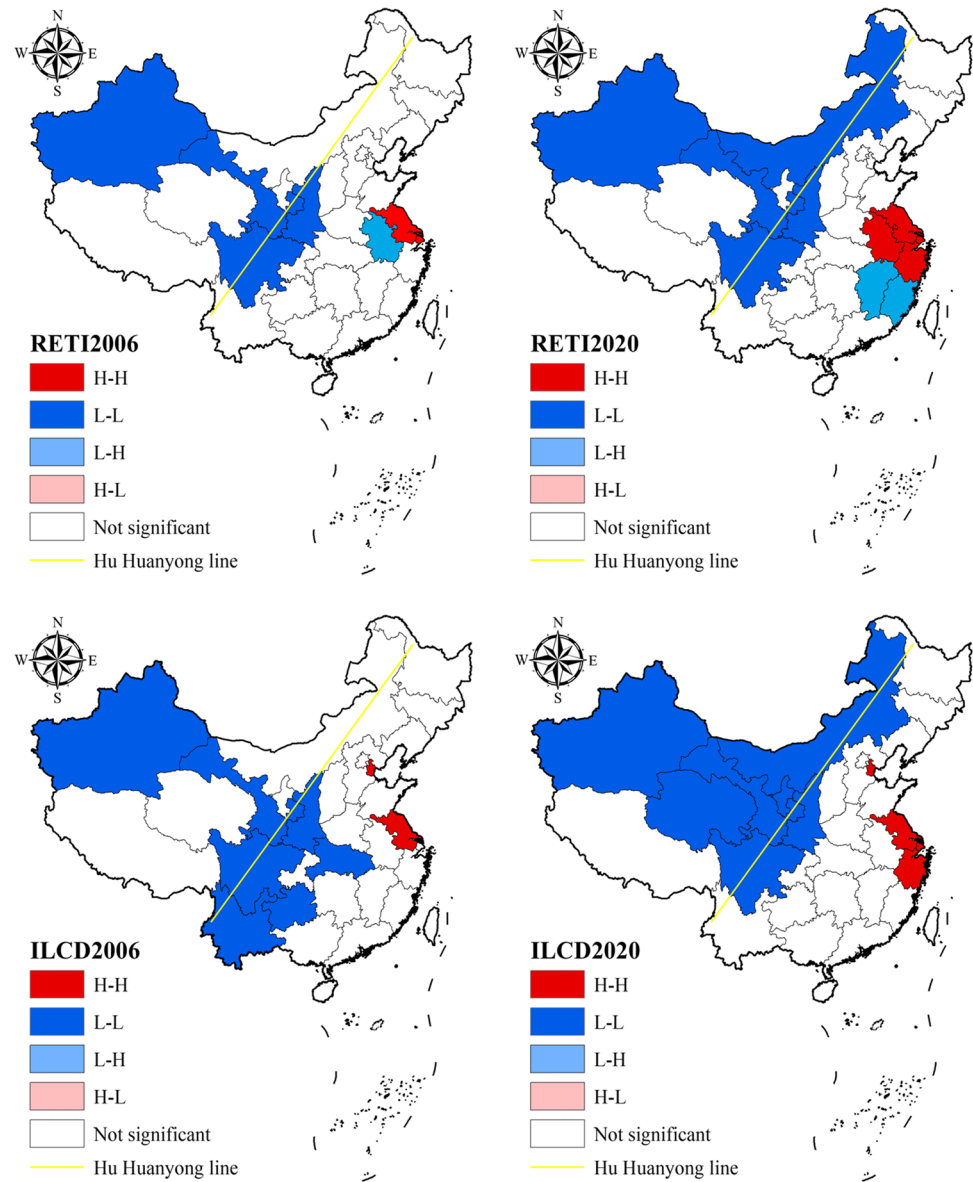 N
W E
S
RETI2006
H-H
L-L
L-H
H-L
Not significant
Hu Huanyong line
N
W E
S
RETI2020
H-H
L-L
L-H
H-L
Not significant
Hu Huanyong line
N
W E
S
ILCD2006
H-H
L-L
L-H
H-L
Not significant
Hu Huanyong line
N
W E
S
ILCD2020
H-H
L-L
L-H
H-L
Not significant
Hu Huanyong line